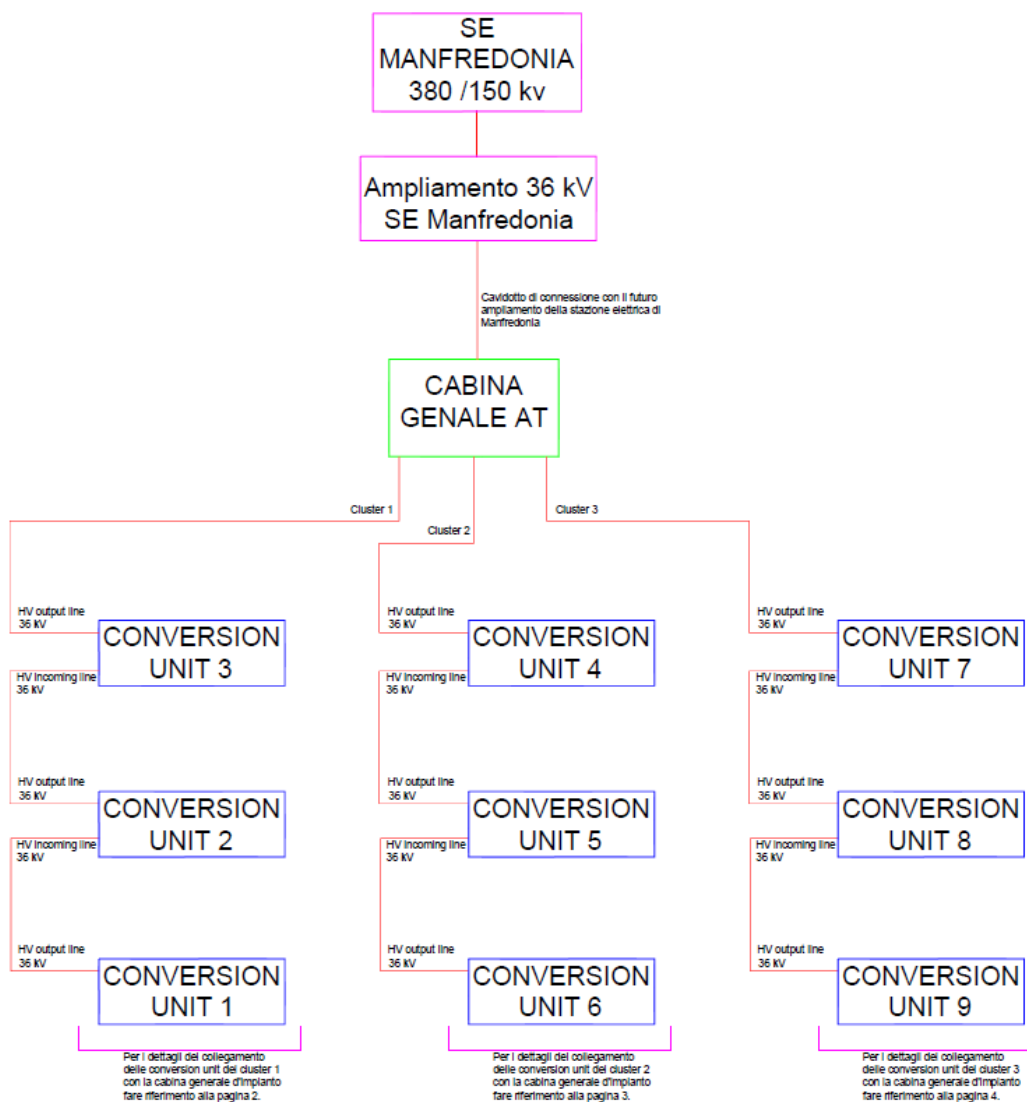 SE
MANFREDONIA
380 /150 kv
Ampliamento 36 kV
SE Manfredonia
Cavidotto di connessione con il futuro
ampliamento della stazione elettrica di
Manfredonia
CABINA
GENALE AT
Cluster 1
Cluster 2
Cluster 3
HV output line
36 kV
CONVERSION
UNIT 3
HV incoming line
36 kV
HV output line
36 kV
CONVERSION
UNIT 4
HV incoming line
36 kV
HV output line
36 kV
CONVERSION
UNIT 7
HV incoming line
36 kV
HV output line
36 kV
CONVERSION
UNIT 2
HV incoming line
36 kV
HV output line
36 kV
CONVERSION
UNIT 5
HV incoming line
36 kV
HV output line
36 kV
CONVERSION
UNIT 8
HV incoming line
36 kV
HV output line
36 kV
CONVERSION
UNIT 1
HV output line
36 kV
CONVERSION
UNIT 6
HV output line
36 kV
CONVERSION
UNIT 9
Per i dettagli del collegamento
delle conversion unit del cluster 1
con la cabina generale d'impianto
fare riferimento alla pagina 2.
Per i dettagli del collegamento
delle conversion unit del cluster 2
con la cabina generale d'impianto
fare riferimento alla pagina 3.
Per i dettagli del collegamento
delle conversion unit del cluster 3
con la cabina generale d'impianto
fare riferimento alla pagina 4.